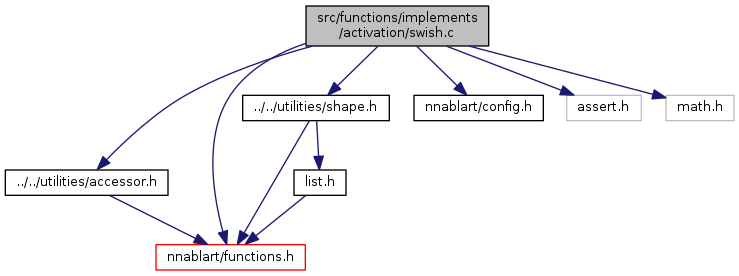 src/functions/implements
/activation/swish.c
../../utilities/shape.h
nnablart/config.h
assert.h
math.h
../../utilities/accessor.h
list.h
nnablart/functions.h